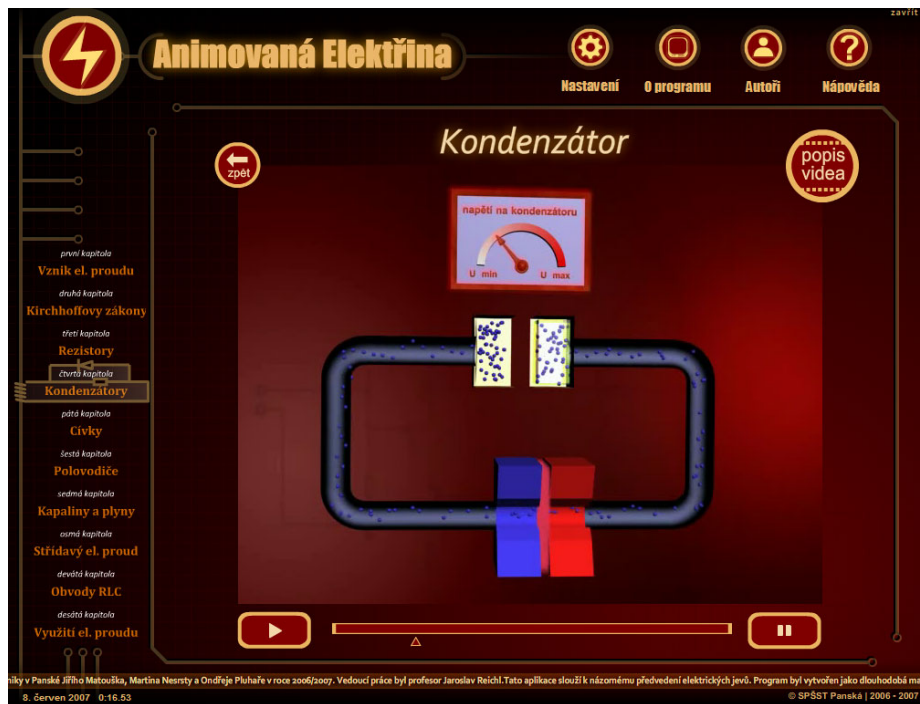 zavřít
Animovaná Elektřina
Nastavení
O programu
Autoři
Nápověda
Kondenzátor
zpět
popis
videa
napětí na kondenzátoru
U min
U max
první kapitola
Vznik el. proudu
druhá kapitola
Kirchhoffovy zákony
třetí kapitola
Rezistory
čtvrtá kapitola
Kondenzátory
pátá kapitola
Cívky
šestá kapitola
Polovodiče
sedmá kapitola
Kapaliny a plyny
osmá kapitola
Střídavý el. proud
devátá kapitola
Obvody RLC
desátá kapitola
Využití el. proudu
niky v Panské Jiřího Matouška, Martina Nesrsty a Ondřeje Pluhaře v roce 2006/2007. Vedoucí práce byl profesor Jaroslav Reichl.Tato aplikace slouží k názornému předvedení elektrických jevů. Program byl vytvořen jako dlouhodobá ma
8. červen 2007 0:16.53
© SPŠST Panská | 2006 - 2007